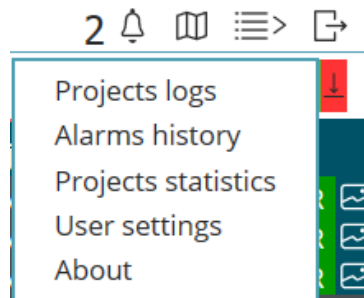 2
Projects logs
Alarms history
Projects statistics
User settings
About